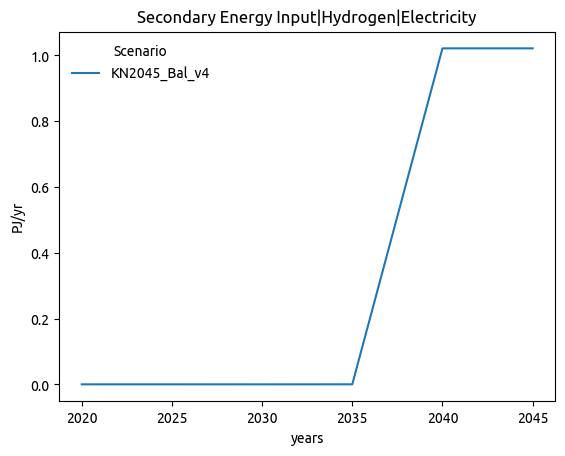 Secondary Energy Input|Hydrogen|Electricity
Scenario
KN2045_Bal_v4
PJ/yr
1.0
0.8
0.6
0.4
0.2
0.0
2020 2025 2030 2035 2040 2045
years